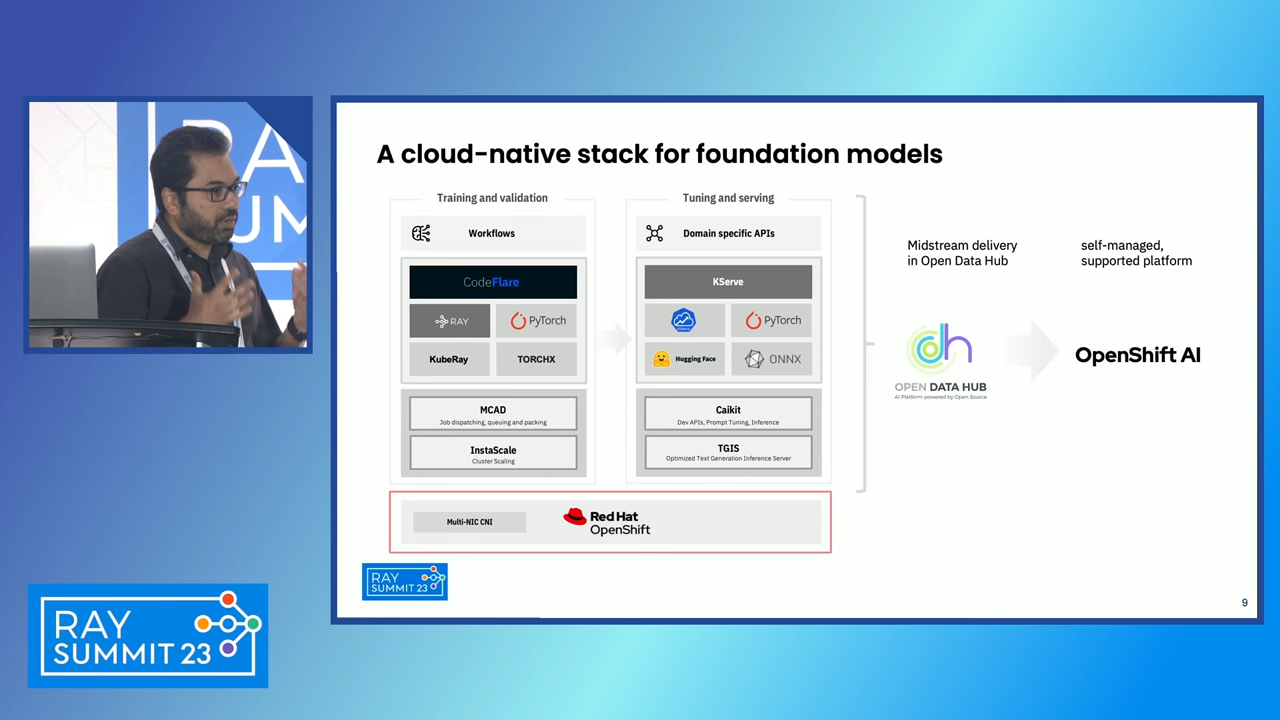 RA
SUM
A cloud-native stack for foundation models
Training and validation
Workflows
CodeFlare
RAY
PyTorch
KubeRay
TORCHX
MCAD
Job dispatching, queuing and packing
InstaScale
Cluster Scaling
Tuning and serving
Domain specific APIs
KServe
PyTorch
Hugging Face
ONNX
Caikit
Dev APIs, Prompt Tuning, Inference
TGIS
Optimized Text Generation Inference Server
Multi-NIC CNI
Red Hat
OpenShift
Midstream delivery
in Open Data Hub
OPEN DATA HUB
AI Platform powered by Open Source
self-managed,
supported platform
OpenShift AI
RAY
SUMMIT 23
9
RAY
SUMMIT 23